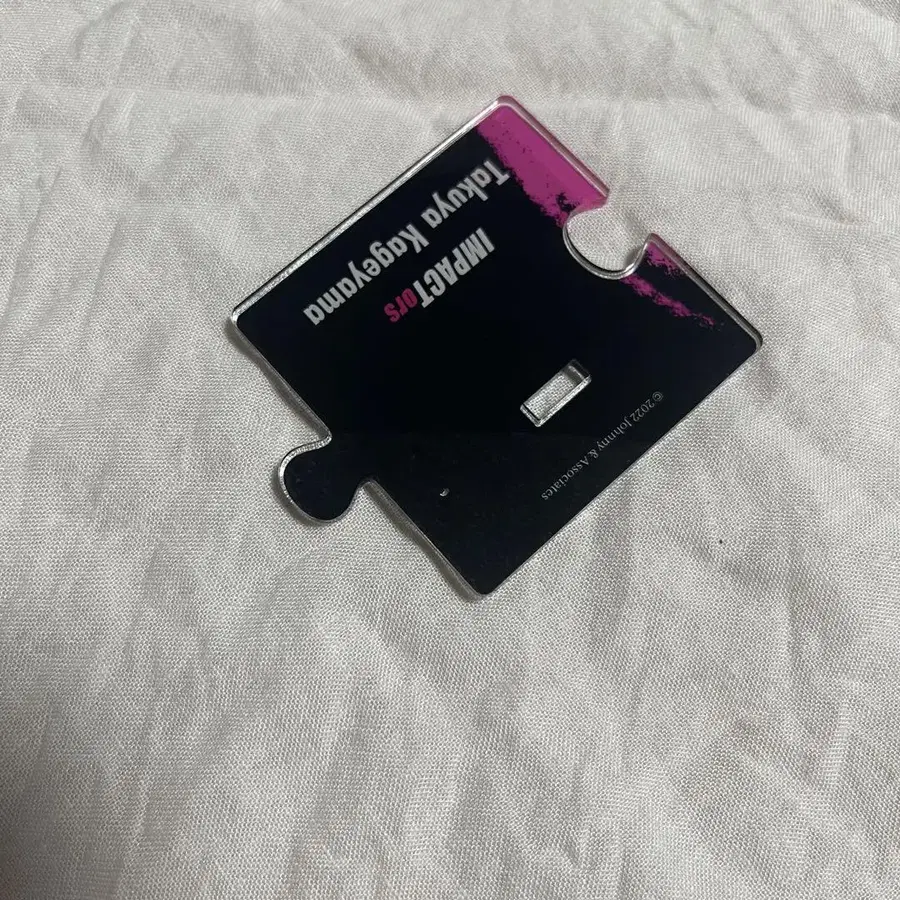 IMPACTors
Takuya Kageyama
©2022 Johnny & Associates